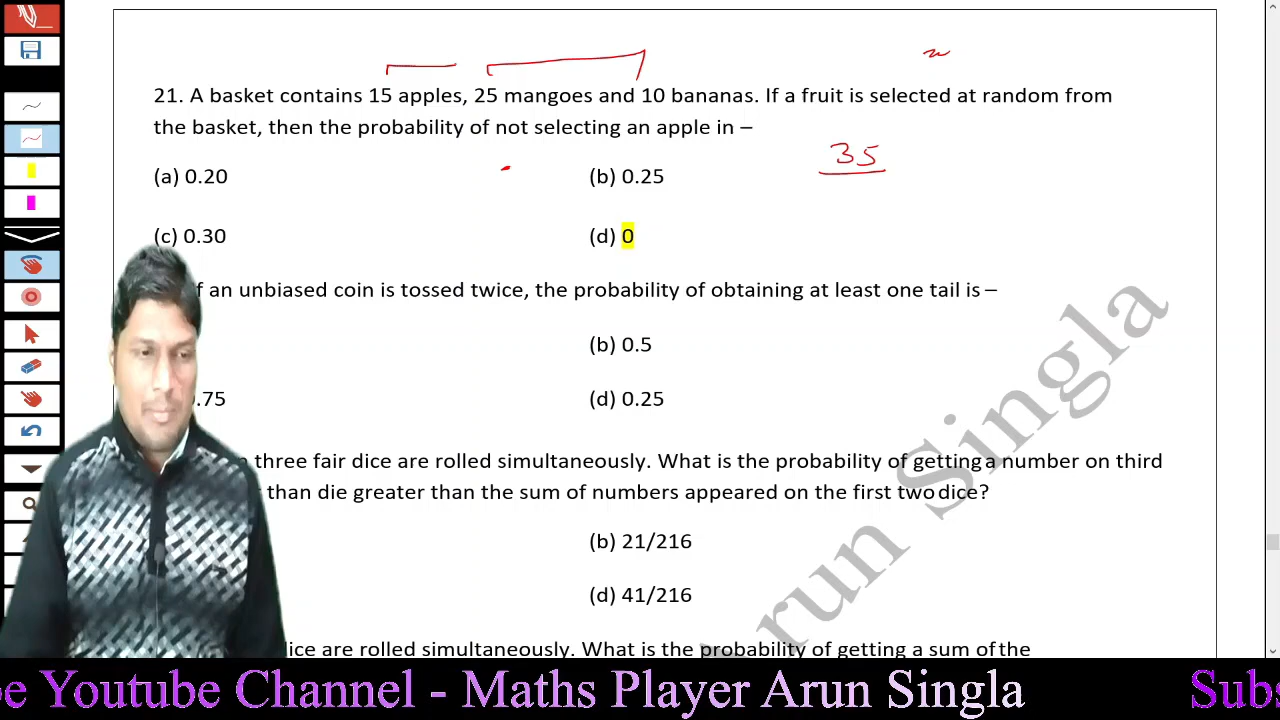 21. A basket contains 15 apples, 25 mangoes and 10 bananas. If a fruit is selected at random from
the basket, then the probability of not selecting an apple in –
35
(a) 0.20 (b) 0.25
(c) 0.30 (d) 0
f an unbiased coin is tossed twice, the probability of obtaining at least one tail is –
(b) 0.5
.75 (d) 0.25
three fair dice are rolled simultaneously. What is the probability of getting a number on third
than die greater than the sum of numbers appeared on the first two dice?
(b) 21/216
(d) 41/216
lice are rolled simultaneously. What is the probability of getting a sum of the
run Singla
be Youtube Channel - Maths Player Arun Singla Subs